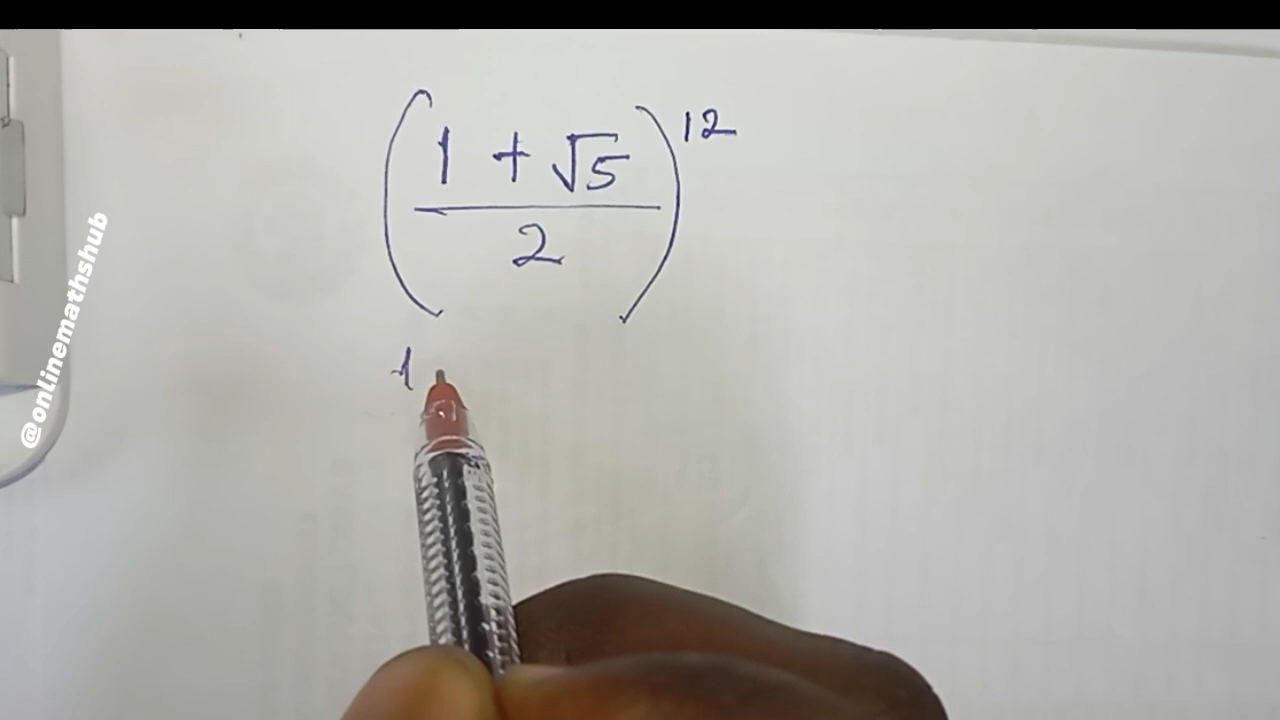 @onlinemathshub
(1 + √5)^12
2
1